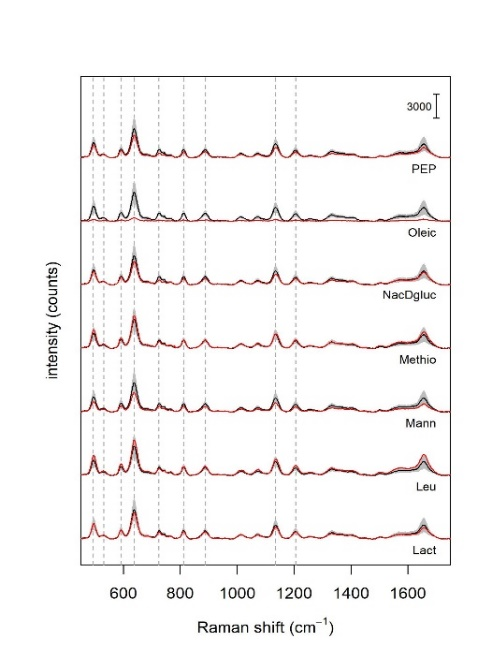 3000
PEP
Oleic
NacDgluc
Methio
Mann
Leu
Lact
intensity (counts)
600 800 1000 1200 1400 1600
Raman shift (cm⁻¹)